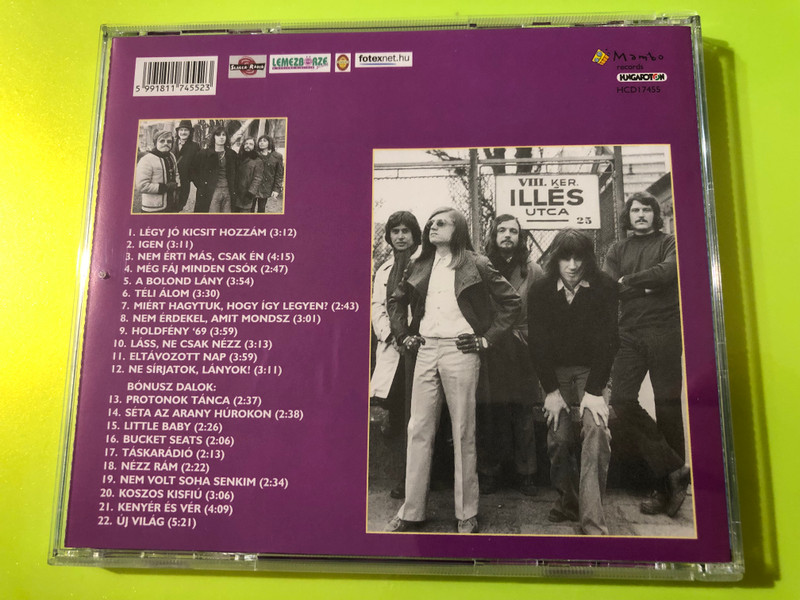 5 991811 745523
LEMEZBÖRZE
fotexnet.hu
Mambo
records
HUNGAROTON
HCD17455
VIII. KER.
ILLÉS
UTCA
25
1. LÉGY JÓ KICSIT HOZZÁM (3:12)
2. IGEN (3:11)
3. NEM ÉRTI MÁS, CSAK ÉN (4:15)
4. MÉG FÁJ MINDEN CSÓK (2:47)
5. A BOLOND LÁNY (3:54)
6. TÉLI ÁLOM (3:30)
7. MIÉRT HAGYTUK, HOGY ÍGY LEGYEN? (2:43)
8. NEM ÉRDEKEL, AMIT MONDSZ (3:01)
9. HOLDFÉNY '69 (3:59)
10. LÁSS, NE CSAK NÉZZ (3:13)
11. ELTÁVOZOTT NAP (3:59)
12. NE SÍRJATOK, LÁNYOK! (3:11)
BÓNUSZ DALOK:
13. PROTONOK TÁNCA (2:37)
14. SÉTA AZ ARANY HÚROKON (2:38)
15. LITTLE BABY (2:26)
16. BUCKET SEATS (2:06)
17. TÁSKARÁDIÓ (2:13)
18. NÉZZ RÁM (2:22)
19. NEM VOLT SOHA SENKIM (2:34)
20. KOSZOS KISFIÚ (3:06)
21. KENYÉR ÉS VÉR (4:09)
22. ÚJ VILÁG (5:21)